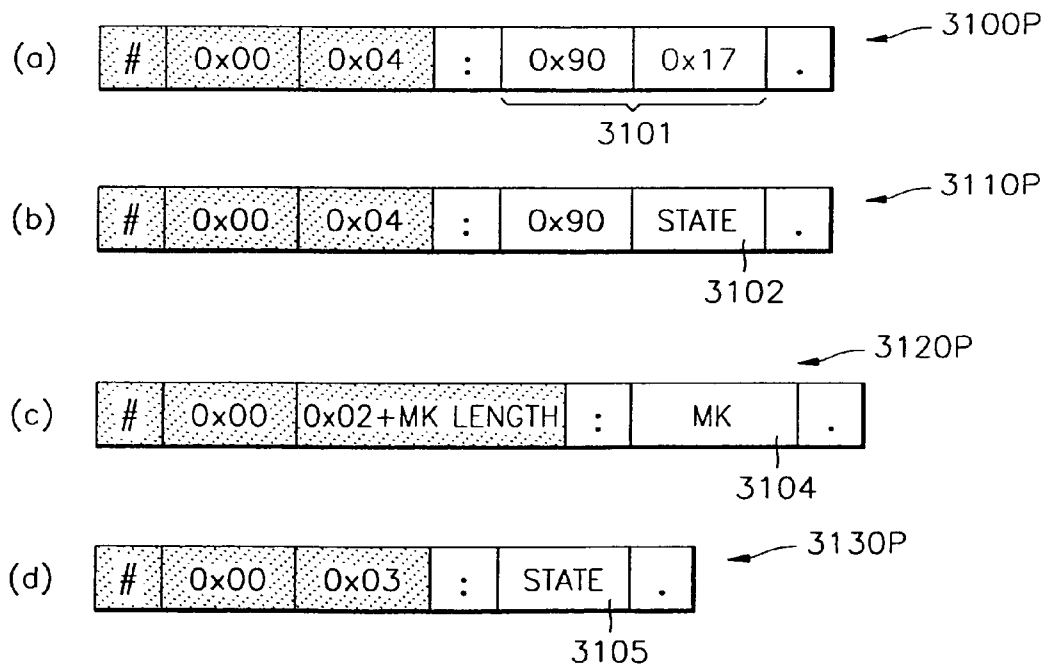 (a) # 0x00 0x04 : 0x90 0x17 . 3100P
3101
(b) # 0x00 0x04 : 0x90 STATE . 3110P
3102
3120P
(c) # 0x00 0x02+MK LENGTH : MK .
3104
3130P
(d) # 0x00 0x03 : STATE .
3105